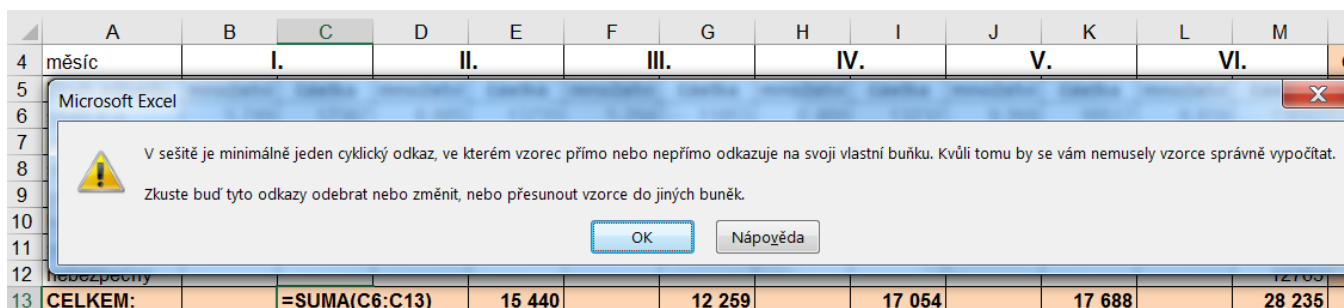 A B C D E F G H I J K L M
4 měsíc I. II. III. IV. V. VI.
5
Microsoft Excel
6
7
V sešitě je minimálně jeden cyklický odkaz, ve kterém vzorec přímo nebo nepřímo odkazuje na svoji vlastní buňku. Kvůli tomu by se vám nemusely vzorce správně vypočítat.
8
9 Zkuste buď tyto odkazy odebrat nebo změnit, nebo přesunout vzorce do jiných buněk.
10
OK Nápověda
11
12 nebezpečný 12763
13 CELKEM: =SUMA(C6:C13) 15 440 12 259 17 054 17 688 28 235